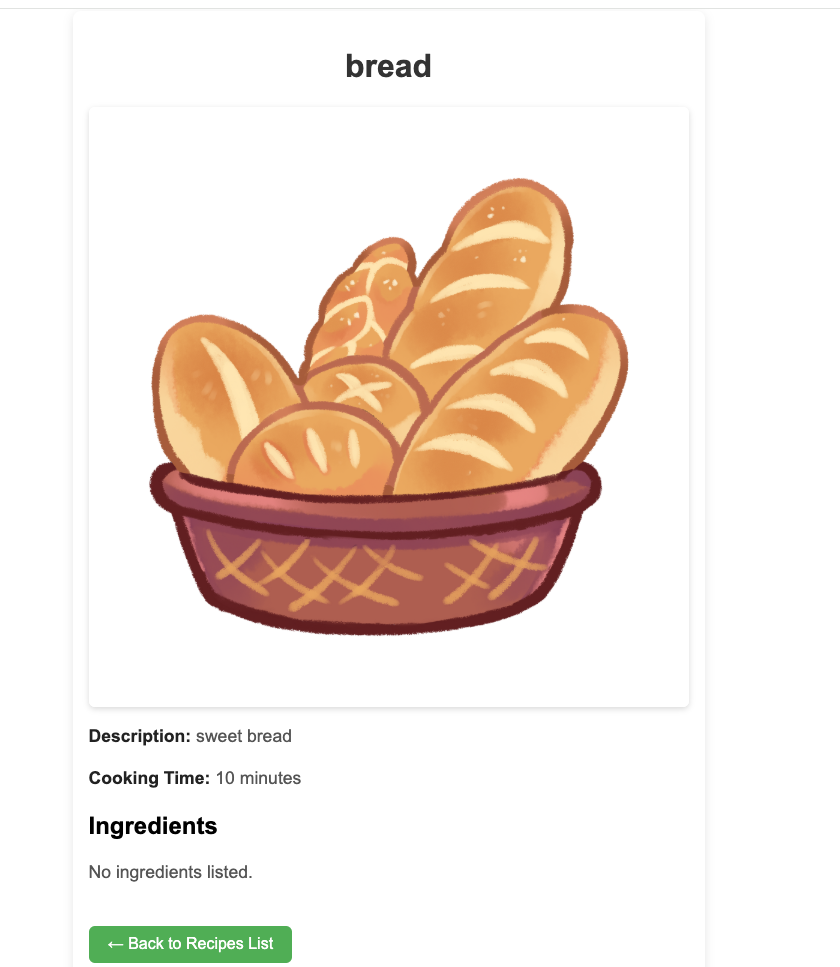 bread
Description: sweet bread
Cooking Time: 10 minutes
Ingredients
No ingredients listed.
← Back to Recipes List